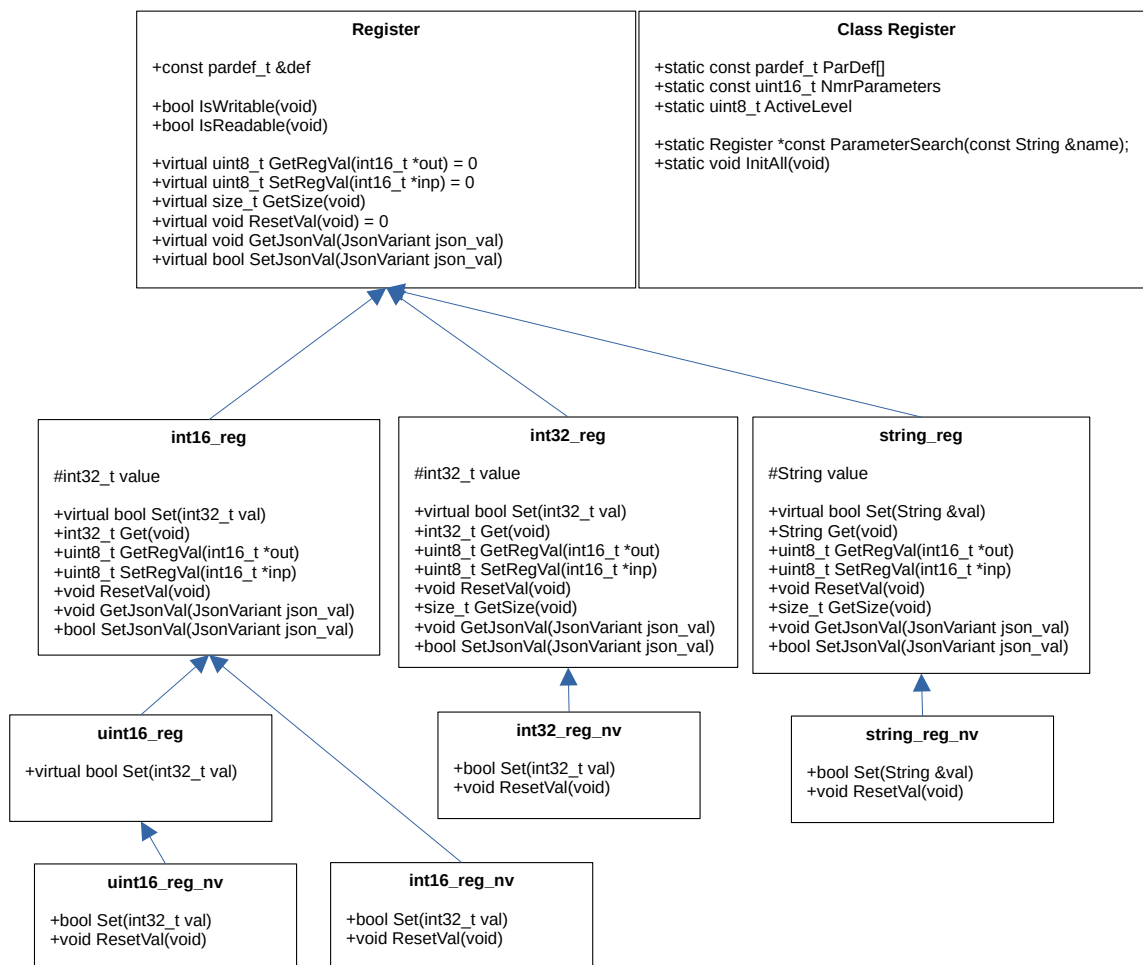 Register
+const pardef_t &def
+bool IsWritable(void)
+bool IsReadable(void)
+virtual uint8_t GetRegVal(int16_t *out) = 0
+virtual uint8_t SetRegVal(int16_t *inp) = 0
+virtual size_t GetSize(void)
+virtual void ResetVal(void) = 0
+virtual void GetJsonVal(JsonVariant json_val)
+virtual bool SetJsonVal(JsonVariant json_val)
Class Register
+static const pardef_t ParDef[]
+static const uint16_t NmrParameters
+static uint8_t ActiveLevel
+static Register *const ParameterSearch(const String &name);
+static void InitAll(void)
int16_reg
#int32_t value
+virtual bool Set(int32_t val)
+int32_t Get(void)
+uint8_t GetRegVal(int16_t *out)
+uint8_t SetRegVal(int16_t *inp)
+void ResetVal(void)
+void GetJsonVal(JsonVariant json_val)
+bool SetJsonVal(JsonVariant json_val)
int32_reg
#int32_t value
+virtual bool Set(int32_t val)
+int32_t Get(void)
+uint8_t GetRegVal(int16_t *out)
+uint8_t SetRegVal(int16_t *inp)
+void ResetVal(void)
+size_t GetSize(void)
+void GetJsonVal(JsonVariant json_val)
+bool SetJsonVal(JsonVariant json_val)
string_reg
#String value
+virtual bool Set(String &val)
+String Get(void)
+uint8_t GetRegVal(int16_t *out)
+uint8_t SetRegVal(int16_t *inp)
+void ResetVal(void)
+size_t GetSize(void)
+void GetJsonVal(JsonVariant json_val)
+bool SetJsonVal(JsonVariant json_val)
uint16_reg
+virtual bool Set(int32_t val)
int32_reg_nv
+bool Set(int32_t val)
+void ResetVal(void)
string_reg_nv
+bool Set(String &val)
+void ResetVal(void)
uint16_reg_nv
+bool Set(int32_t val)
+void ResetVal(void)
int16_reg_nv
+bool Set(int32_t val)
+void ResetVal(void)